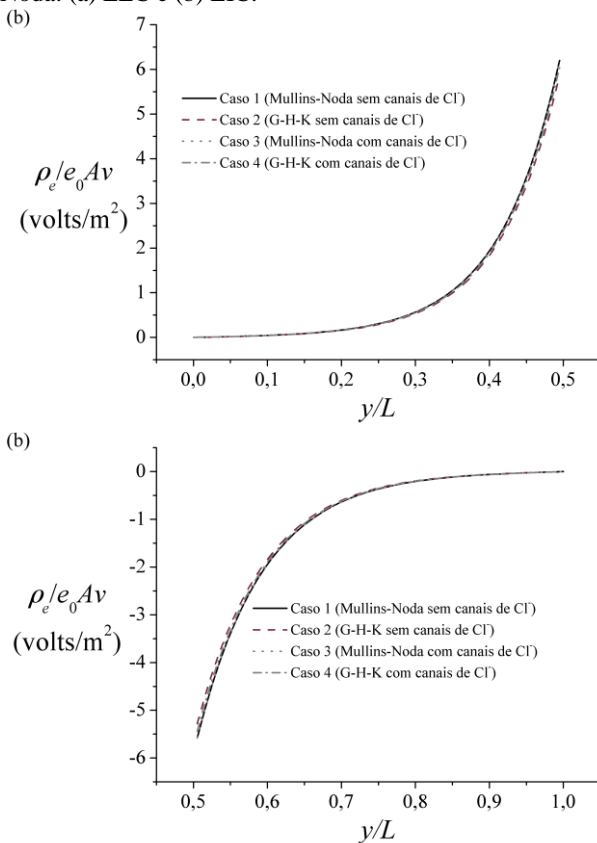 (b)
7
6
5
4
3
2
1
0
ρe/e0Av
(volts/m²)
Caso 1 (Mullins-Noda sem canais de Cl⁻)
Caso 2 (G-H-K sem canais de Cl⁻)
Caso 3 (Mullins-Noda com canais de Cl⁻)
Caso 4 (G-H-K com canais de Cl⁻)
0,0 0,1 0,2 0,3 0,4 0,5
y/L
(b)
0
-1
-2
-3
-4
-5
-6
ρe/e0Av
(volts/m²)
Caso 1 (Mullins-Noda sem canais de Cl⁻)
Caso 2 (G-H-K sem canais de Cl⁻)
Caso 3 (Mullins-Noda com canais de Cl⁻)
Caso 4 (G-H-K com canais de Cl⁻)
0,5 0,6 0,7 0,8 0,9 1,0
y/L